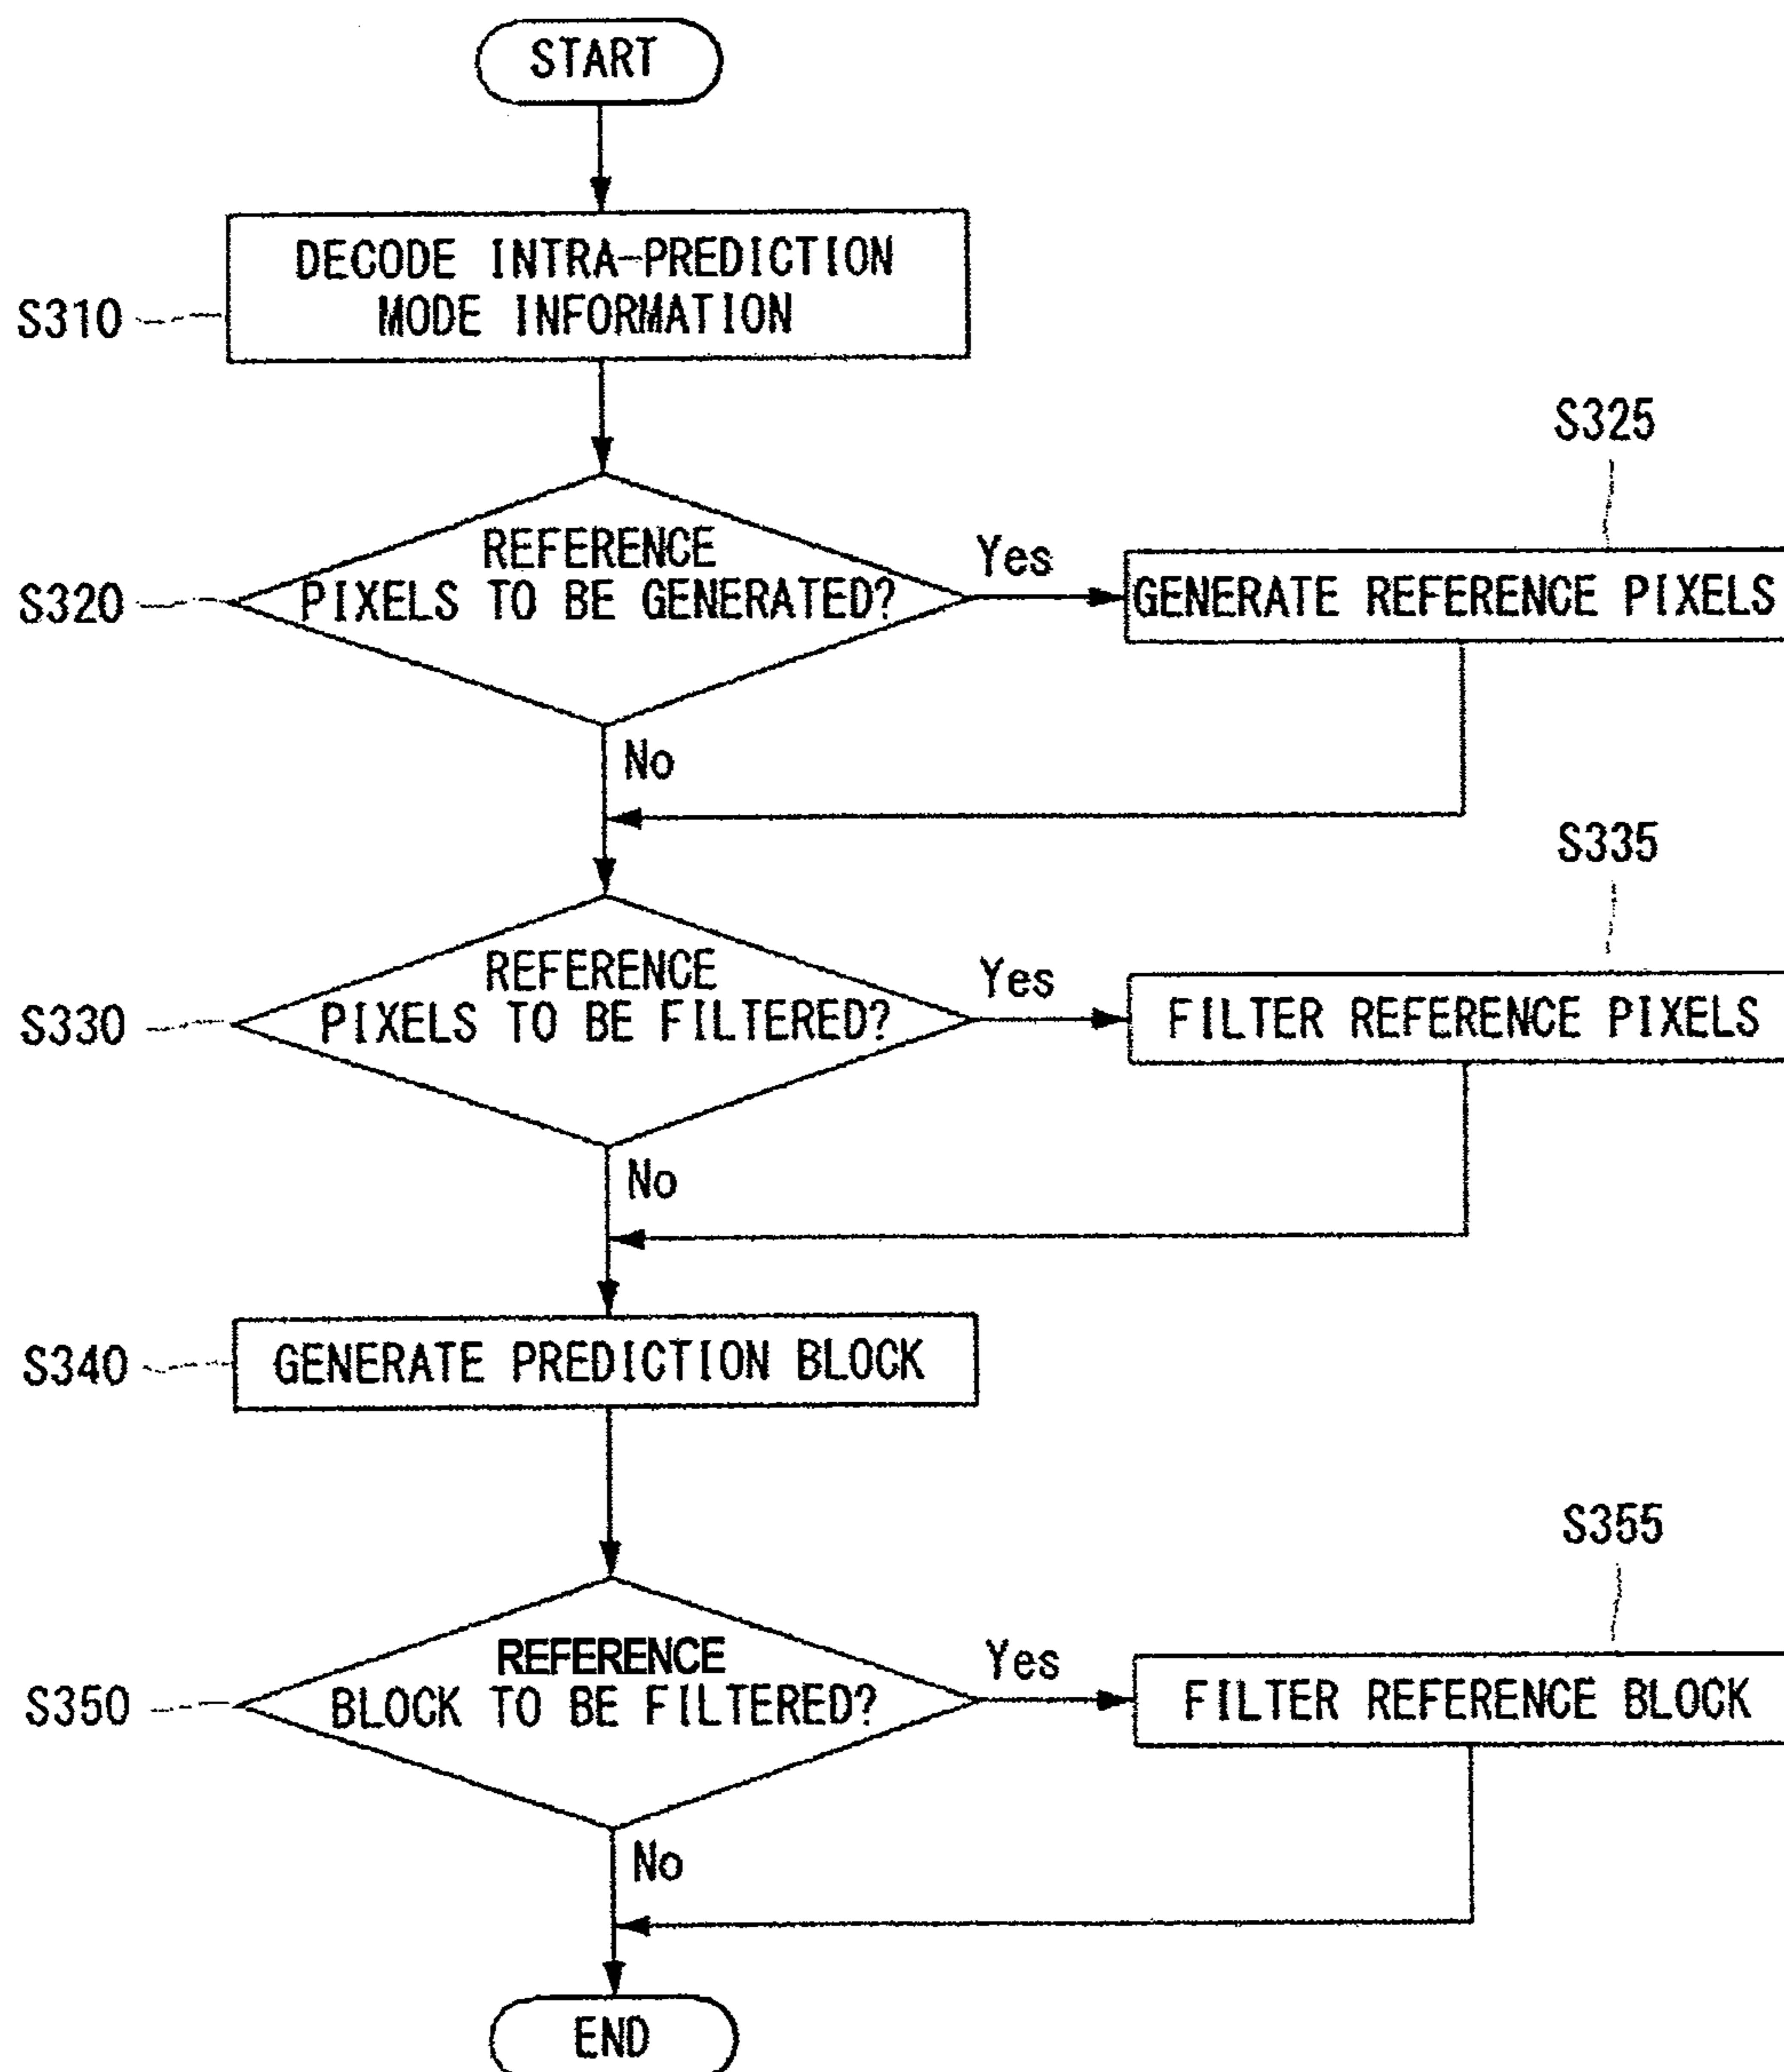 START
DECODE INTRA-PREDICTION
MODE INFORMATION
S310
S325
REFERENCE
PIXELS TO BE GENERATED?
S320
Yes
GENERATE REFERENCE PIXELS
No
S335
REFERENCE
PIXELS TO BE FILTERED?
S330
Yes
FILTER REFERENCE PIXELS
No
S340
GENERATE PREDICTION BLOCK
S355
REFERENCE
BLOCK TO BE FILTERED?
S350
Yes
FILTER REFERENCE BLOCK
No
END